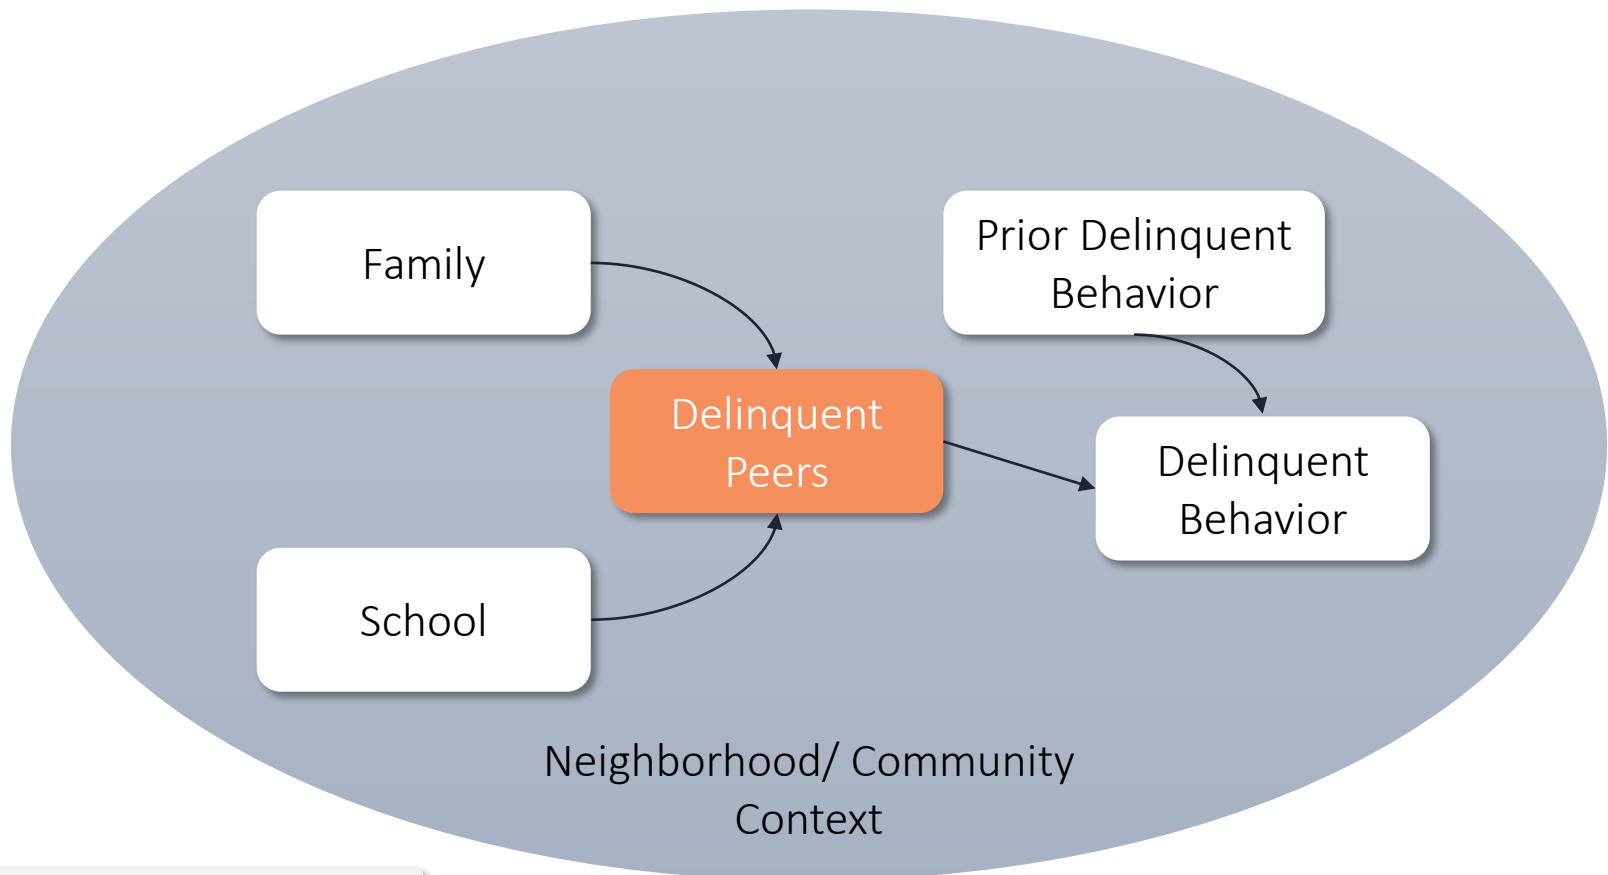 Family
Prior Delinquent
Behavior
Delinquent
Peers
Delinquent
Behavior
School
Neighborhood/ Community
Context